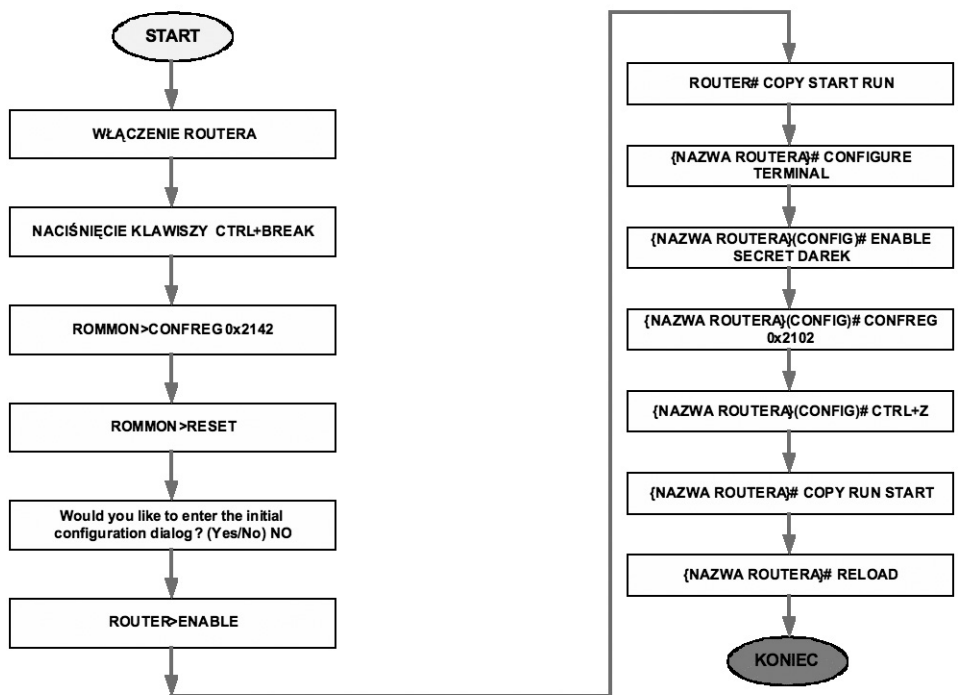 START
WŁĄCZENIE ROUTERA
NACIŚNIĘCIE KLAWISZY CTRL+BREAK
ROMMON>CONFREG 0x2142
ROMMON>RESET
Would you like to enter the initial
configuration dialog? (Yes/No) NO
ROUTER>ENABLE
ROUTER# COPY START RUN
{NAZWA ROUTERA}# CONFIGURE
TERMINAL
{NAZWA ROUTERA}(CONFIG)# ENABLE
SECRET DAREK
{NAZWA ROUTERA}(CONFIG)# CONFREG
0x2102
{NAZWA ROUTERA}(CONFIG)# CTRL+Z
{NAZWA ROUTERA}# COPY RUN START
{NAZWA ROUTERA}# RELOAD
KONIEC